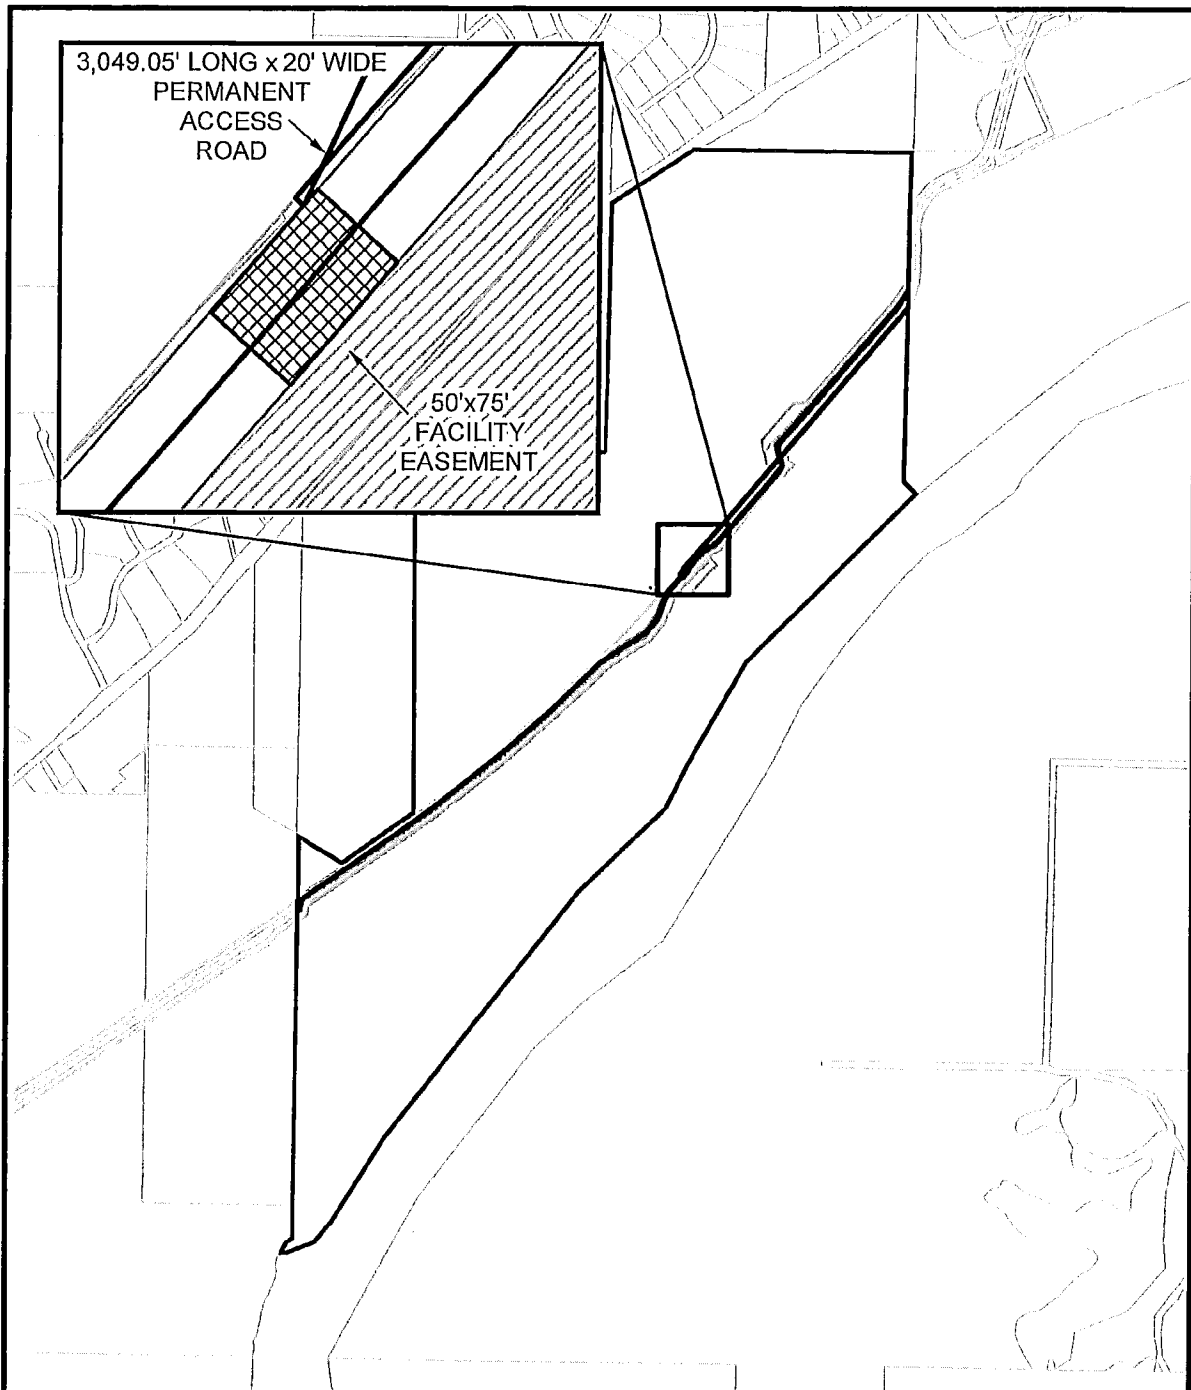 3,049.05' LONG x 20' WIDE
PERMANENT
ACCESS
ROAD
50'x75'
FACILITY
EASEMENT